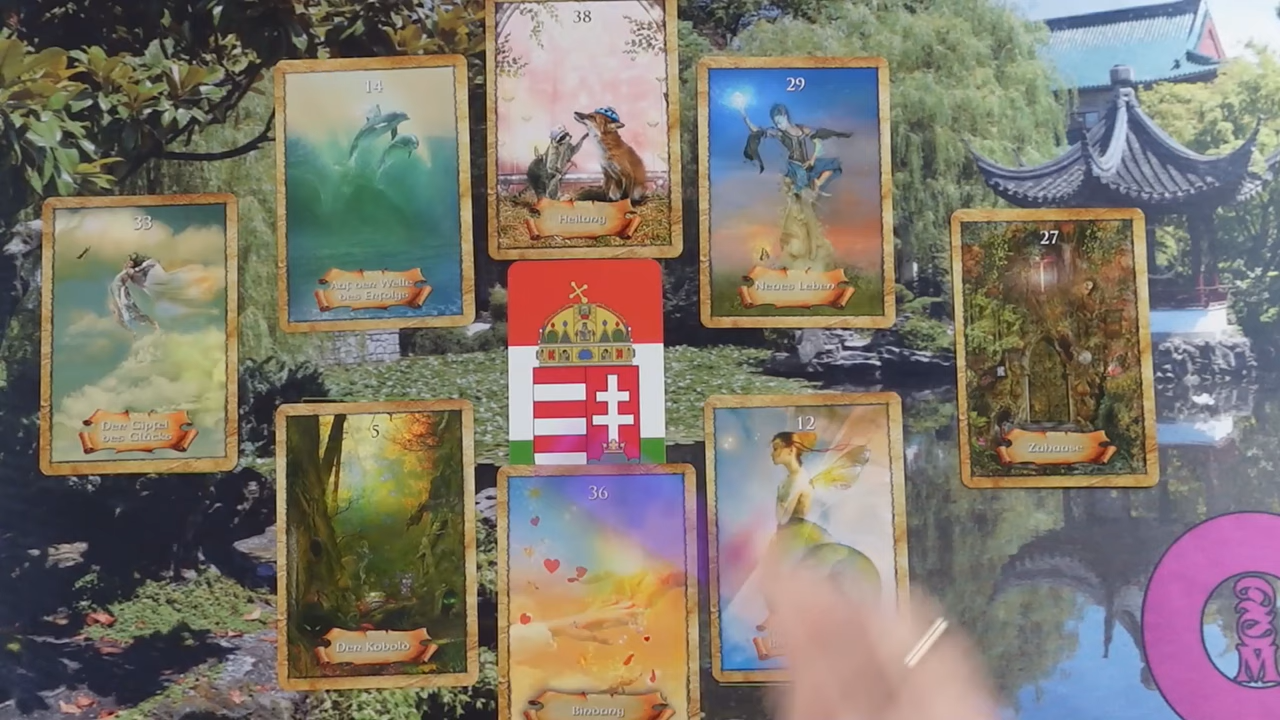 38
Heilung
14
Auf der Welle
des Erfolgs
29
Neues Leben
33
Der Gipfel
des Glücks
27
Zuhause
5
Der Kobold
36
Bindung
12